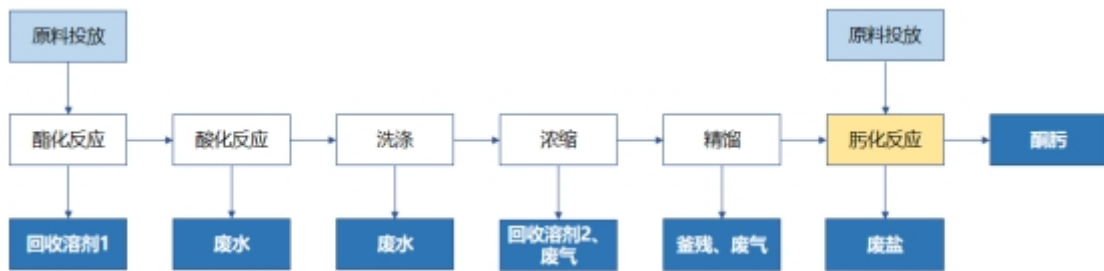 原料投放
原料投放
酯化反应
酸化反应
洗涤
浓缩
精馏
肟化反应
酮肟
回收溶剂1
废水
废水
回收溶剂2、
废气
釜残、废气
废盐